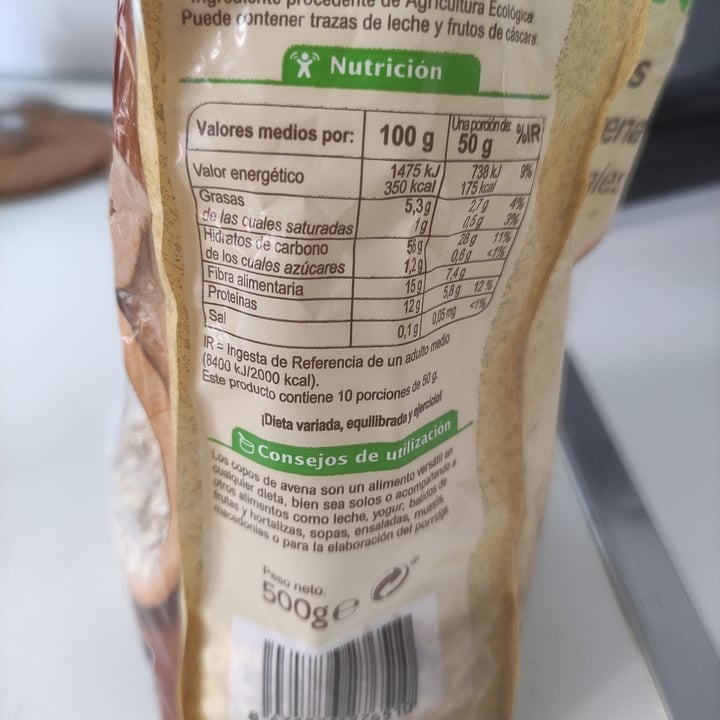 procedente de Agricultura Ecológica.
Puede contener trazas de leche y frutos de cáscara.
Nutrición
Valores medios por: 100 g Una porción de: 50 g %IR
Valor energético 1475 kJ 738 kJ 9%
350 kcal 175 kcal
Grasas 5,3g 2,7g 4%
de las cuales saturadas 1g 0,5g 3%
Hidratos de carbono 56g 28g 11%
de los cuales azúcares 1,2g 0,6g <1%
Fibra alimentaria 15g 7,4g
Proteinas 12g 5,8g 12%
Sal 0,1g 0,05mg <1%
IR = Ingesta de Referencia de un adulto medio
(8400 kJ/2000 kcal).
Este producto contiene 10 porciones de 50 g.
¡Dieta variada, equilibrada y ejercicio!
Consejos de utilización
Los copos de avena son un alimento versátil en
cualquier dieta, bien sea solos o acompañando a
otros alimentos como leche, yogur, batidos de
frutas y hortalizas, sopas, ensaladas, mueslis,
macedonias o para la elaboración del porridge.
Peso neto:
500g e